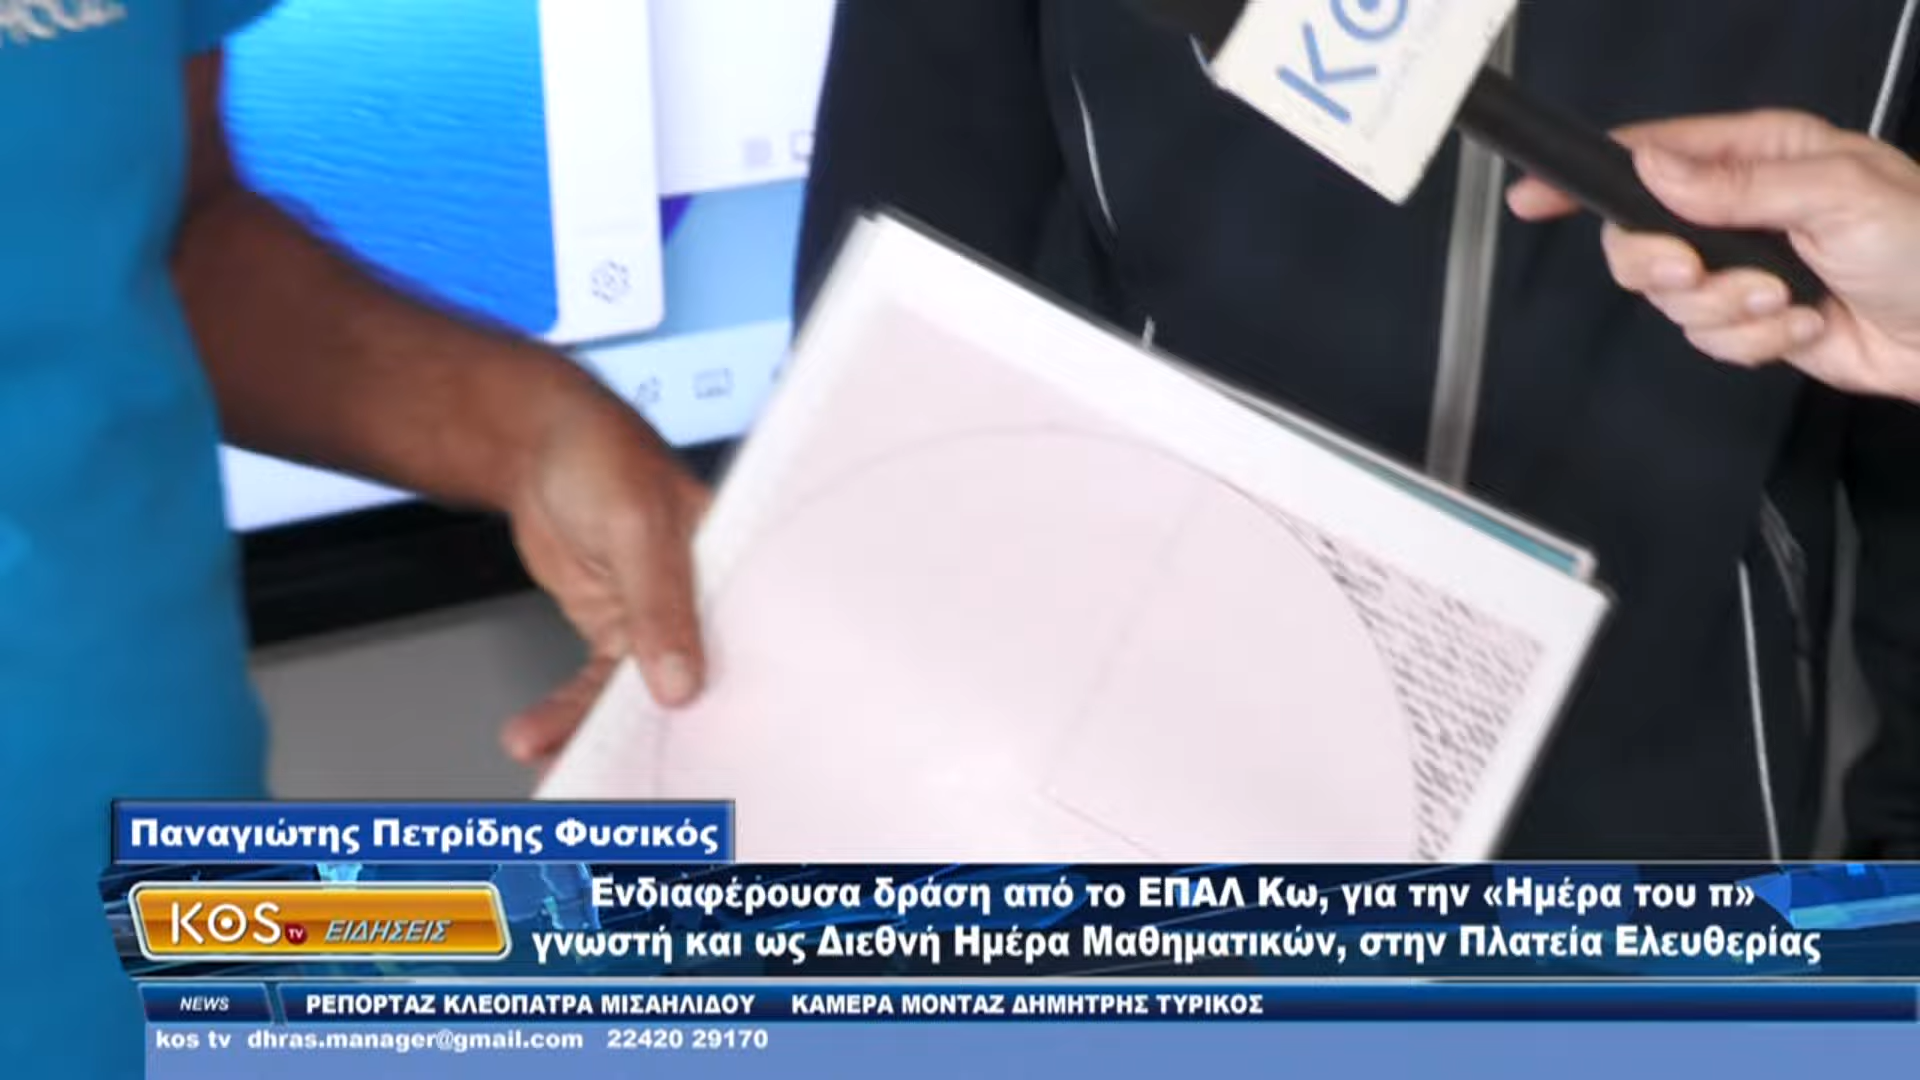 KO
Παναγιώτης Πετρίδης Φυσικός
Ενδιαφέρουσα δράση από το ΕΠΑΛ Κω, για την «Ημέρα του π»
γνωστή και ως Διεθνή Ημέρα Μαθηματικών, στην Πλατεία Ελευθερίας
KOS TV ΕΙΔΗΣΕΙΣ
NEWS ΡΕΠΟΡΤΑΖ ΚΛΕΟΠΑΤΡΑ ΜΙΣΑΗΛΙΔΟΥ ΚΑΜΕΡΑ ΜΟΝΤΑΖ ΔΗΜΗΤΡΗΣ ΤΥΡΙΚΟΣ
kos tv dhras.manager@gmail.com 22420 29170